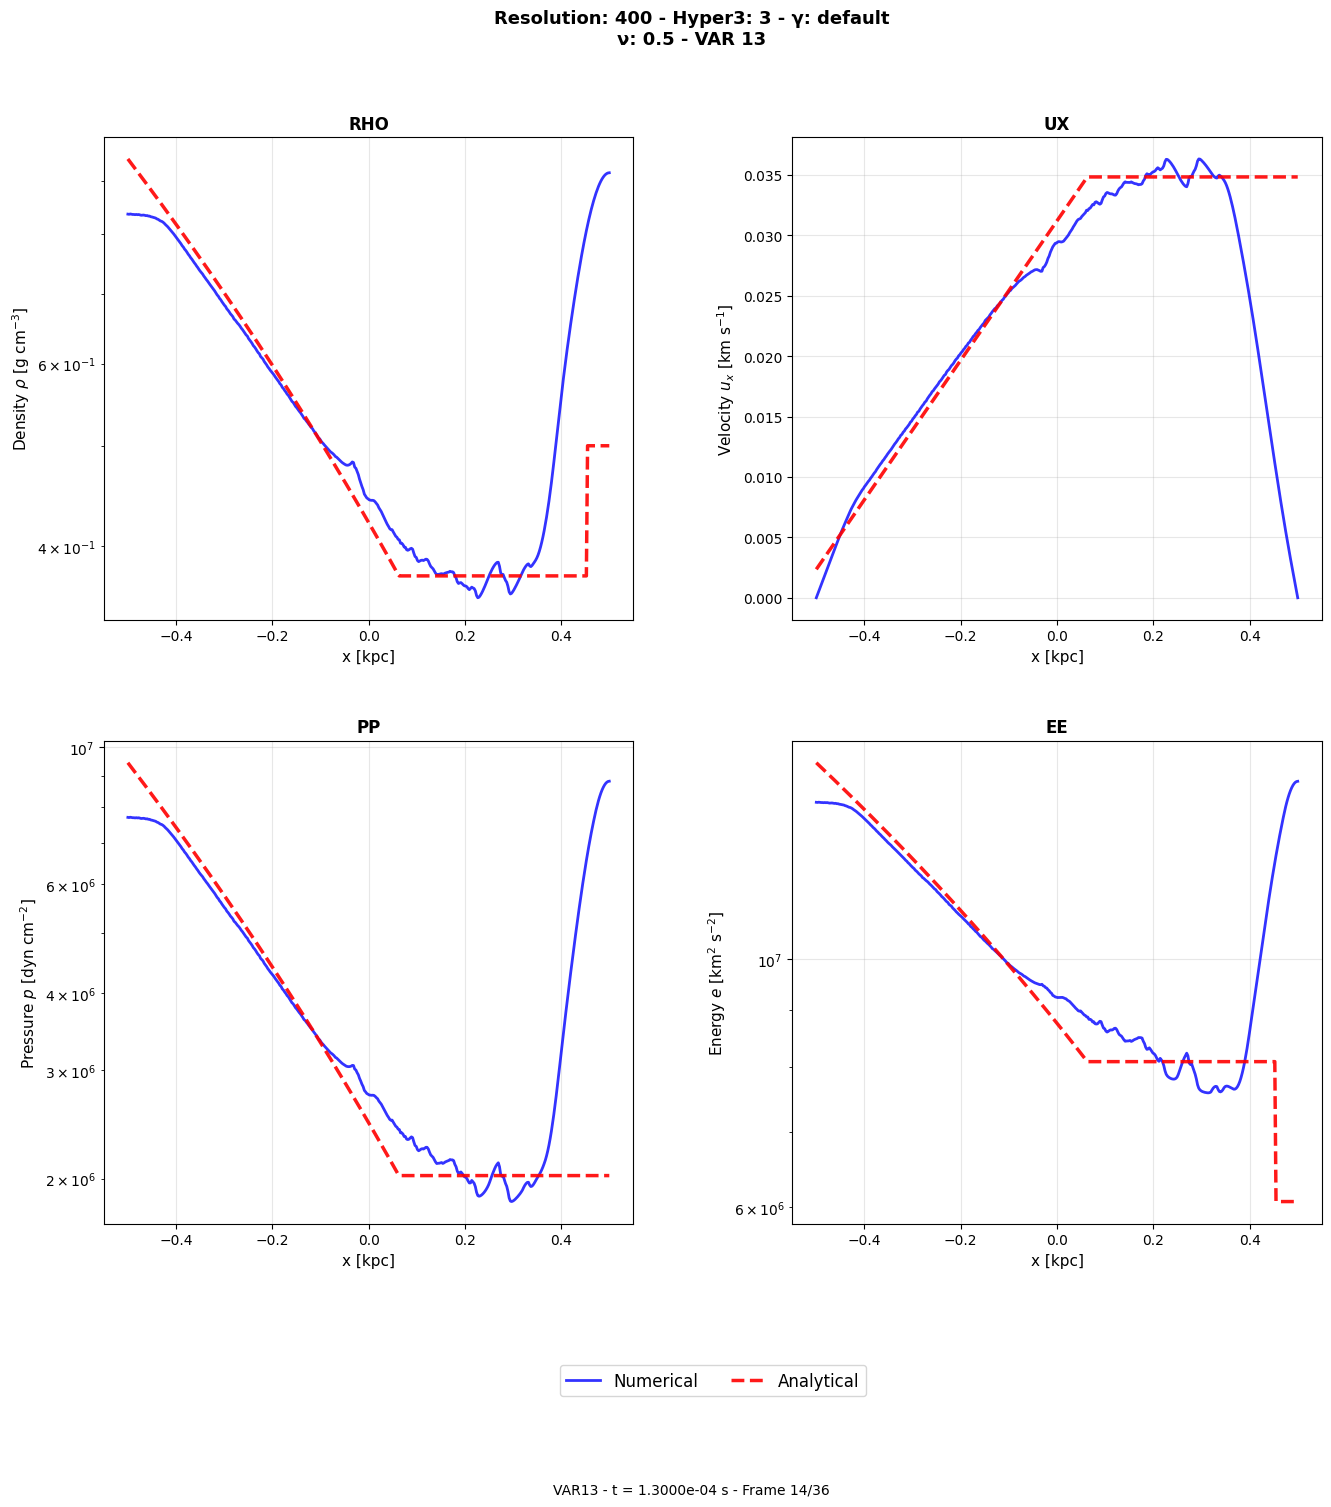 Resolution: 400 - Hyper3: 3 - γ: default
ν: 0.5 - VAR 13
RHO
Density ρ [g cm⁻³]
6 × 10⁻¹
4 × 10⁻¹
−0.4 −0.2 0.0 0.2 0.4
x [kpc]
UX
Velocity uₓ [km s⁻¹]
0.035
0.030
0.025
0.020
0.015
0.010
0.005
0.000
−0.4 −0.2 0.0 0.2 0.4
x [kpc]
PP
Pressure p [dyn cm⁻²]
10⁷
6 × 10⁶
4 × 10⁶
3 × 10⁶
2 × 10⁶
−0.4 −0.2 0.0 0.2 0.4
x [kpc]
EE
Energy e [km² s⁻²]
10⁷
6 × 10⁶
−0.4 −0.2 0.0 0.2 0.4
x [kpc]
Numerical Analytical
VAR13 - t = 1.3000e-04 s - Frame 14/36